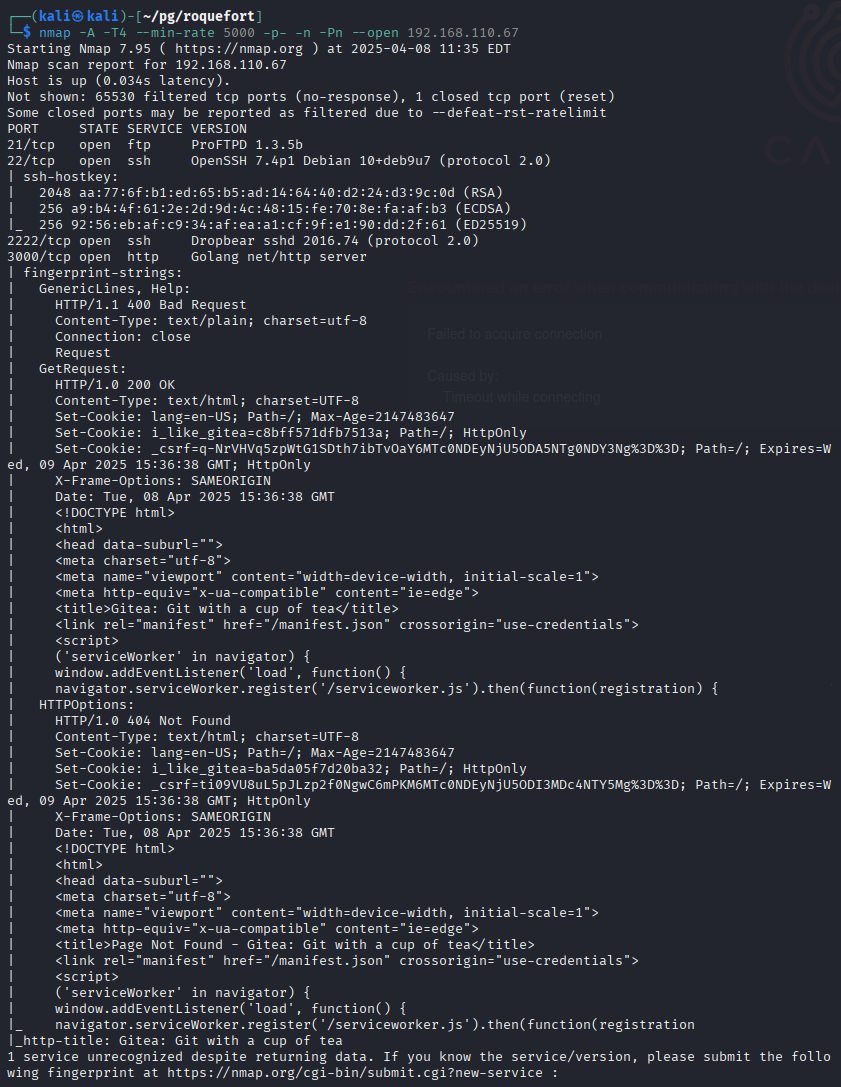 ┌──(kali㉿kali)-[~/pg/roquefort]
└─$ nmap -A -T4 --min-rate 5000 -p- -n -Pn --open 192.168.110.67
Starting Nmap 7.95 ( https://nmap.org ) at 2025-04-08 11:35 EDT
Nmap scan report for 192.168.110.67
Host is up (0.034s latency).
Not shown: 65530 filtered tcp ports (no-response), 1 closed tcp port (reset)
Some closed ports may be reported as filtered due to --defeat-rst-ratelimit
PORT     STATE SERVICE VERSION
21/tcp   open  ftp     ProFTPD 1.3.5b
22/tcp   open  ssh     OpenSSH 7.4p1 Debian 10+deb9u7 (protocol 2.0)
| ssh-hostkey:
|   2048 aa:77:6f:b1:ed:65:b5:ad:14:64:40:d2:24:d3:9c:0d (RSA)
|   256 a9:b4:4f:61:2e:2d:9d:4c:48:15:fe:70:8e:fa:af:b3 (ECDSA)
|_  256 92:56:eb:af:c9:34:af:ea:a1:cf:9f:e1:90:dd:2f:61 (ED25519)
2222/tcp open  ssh     Dropbear sshd 2016.74 (protocol 2.0)
3000/tcp open  http    Golang net/http server
| fingerprint-strings:
|   GenericLines, Help:
|     HTTP/1.1 400 Bad Request
|     Content-Type: text/plain; charset=utf-8
|     Connection: close
|     Request
|   GetRequest:
|     HTTP/1.0 200 OK
|     Content-Type: text/html; charset=UTF-8
|     Set-Cookie: lang=en-US; Path=/; Max-Age=2147483647
|     Set-Cookie: i_like_gitea=c8bff571dfb7513a; Path=/; HttpOnly
|     Set-Cookie: _csrf=q-NrVHVq5zpWtG1SDth7ibTvOaY6MTc0NDEyNjU5ODA5NTg0NDY3Ng%3D%3D; Path=/; Expires=W
ed, 09 Apr 2025 15:36:38 GMT; HttpOnly
|     X-Frame-Options: SAMEORIGIN
|     Date: Tue, 08 Apr 2025 15:36:38 GMT
|     <!DOCTYPE html>
|     <html>
|     <head data-suburl="">
|     <meta charset="utf-8">
|     <meta name="viewport" content="width=device-width, initial-scale=1">
|     <meta http-equiv="x-ua-compatible" content="ie=edge">
|     <title>Gitea: Git with a cup of tea</title>
|     <link rel="manifest" href="/manifest.json" crossorigin="use-credentials">
|     <script>
|     ('serviceWorker' in navigator) {
|     window.addEventListener('load', function() {
|     navigator.serviceWorker.register('/serviceworker.js').then(function(registration) {
|   HTTPOptions:
|     HTTP/1.0 404 Not Found
|     Content-Type: text/html; charset=UTF-8
|     Set-Cookie: lang=en-US; Path=/; Max-Age=2147483647
|     Set-Cookie: i_like_gitea=ba5da05f7d20ba32; Path=/; HttpOnly
|     Set-Cookie: _csrf=ti09VU8uL5pJLzp2f0NgwC6mPKM6MTc0NDEyNjU5ODI3MDc4NTY5Mg%3D%3D; Path=/; Expires=W
ed, 09 Apr 2025 15:36:38 GMT; HttpOnly
|     X-Frame-Options: SAMEORIGIN
|     Date: Tue, 08 Apr 2025 15:36:38 GMT
|     <!DOCTYPE html>
|     <html>
|     <head data-suburl="">
|     <meta charset="utf-8">
|     <meta name="viewport" content="width=device-width, initial-scale=1">
|     <meta http-equiv="x-ua-compatible" content="ie=edge">
|     <title>Page Not Found - Gitea: Git with a cup of tea</title>
|     <link rel="manifest" href="/manifest.json" crossorigin="use-credentials">
|     <script>
|     ('serviceWorker' in navigator) {
|     window.addEventListener('load', function() {
|_    navigator.serviceWorker.register('/serviceworker.js').then(function(registration
|_http-title: Gitea: Git with a cup of tea
1 service unrecognized despite returning data. If you know the service/version, please submit the follo
wing fingerprint at https://nmap.org/cgi-bin/submit.cgi?new-service :
Failed to acquire connection
Caused by:
Timeout while connecting